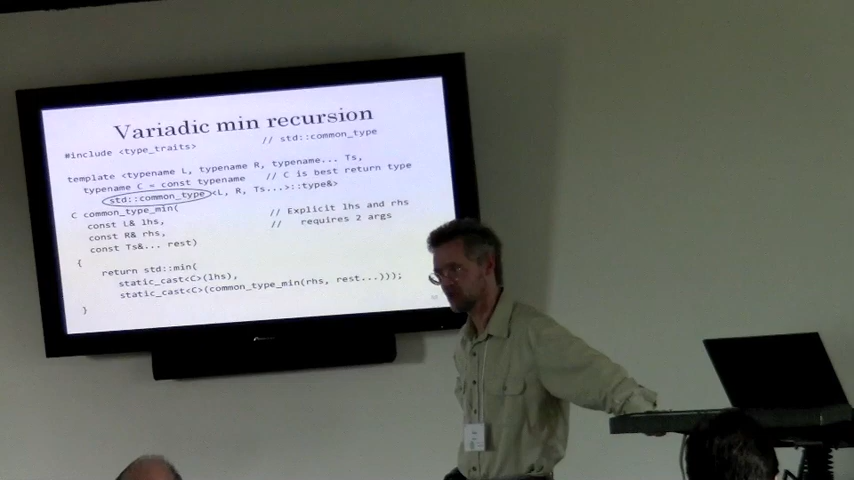 Variadic min recursion
#include <type_traits> // std::common_type
template <typename L, typename R, typename... Ts,
typename C = const typename // C is best return type
std::common_type<L, R, Ts...>::type&>
C common_type_min( // Explicit lhs and rhs
const L& lhs, // requires 2 args
const R& rhs,
const Ts&... rest)
{
return std::min(
static_cast<C>(lhs),
static_cast<C>(common_type_min(rhs, rest...)));
}